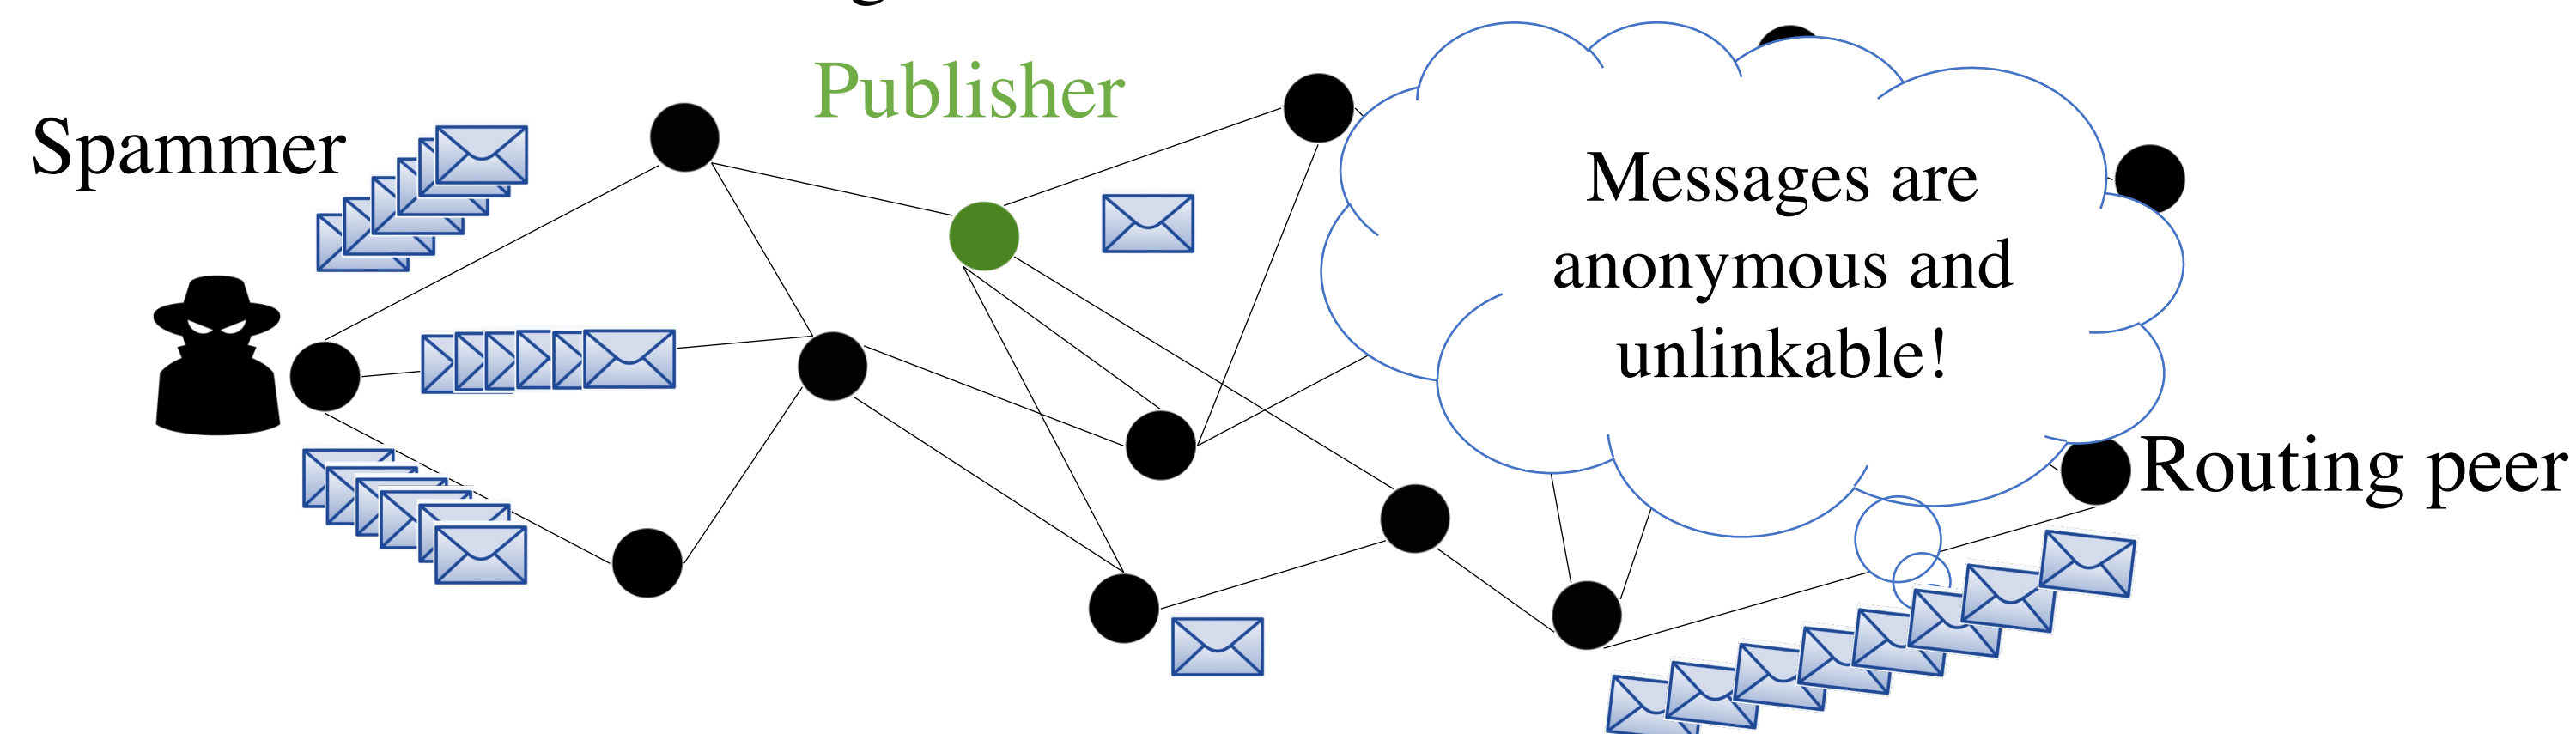 Publisher
Spammer
Messages are
anonymous and
unlinkable!
Routing peer